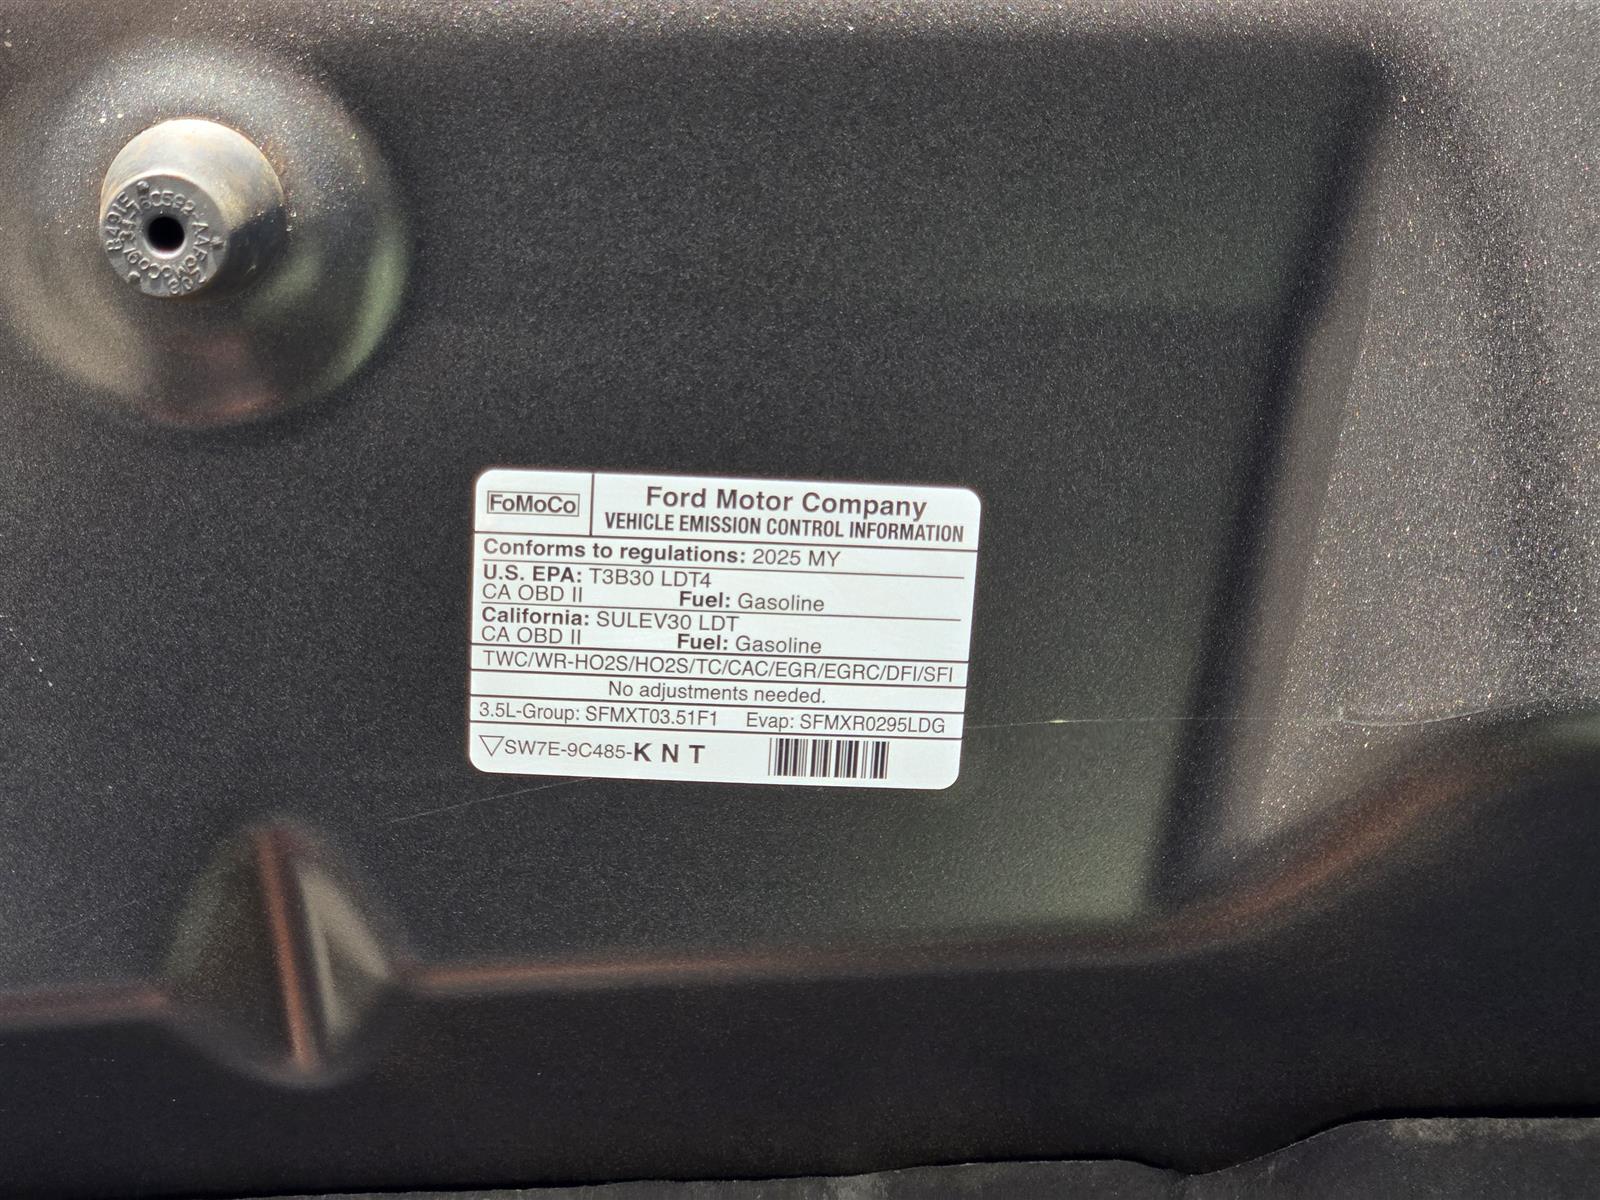 FoMoCo
Ford Motor Company
VEHICLE EMISSION CONTROL INFORMATION
Conforms to regulations: 2025 MY
U.S. EPA: T3B30 LDT4
CA OBD II Fuel: Gasoline
California: SULEV30 LDT
CA OBD II Fuel: Gasoline
TWC/WR-HO2S/HO2S/TC/CAC/EGR/EGRC/DFI/SFI
No adjustments needed.
3.5L-Group: SFMXT03.51F1 Evap: SFMXR0295LDG
SW7E-9C485-K N T